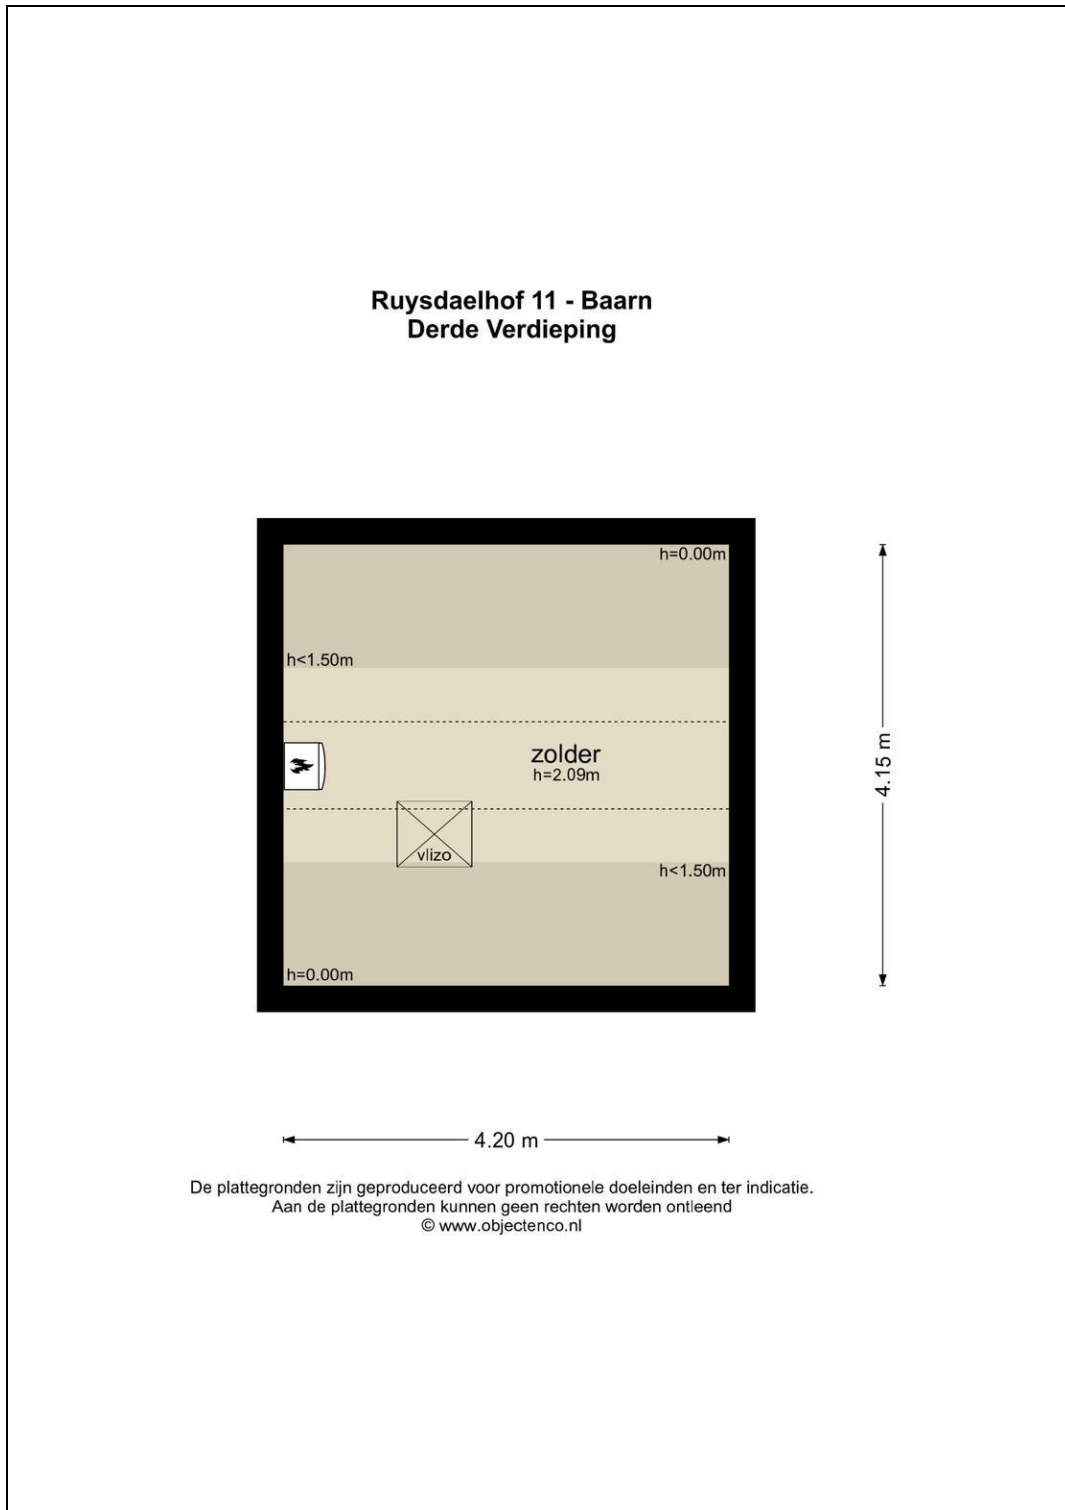 Ruysdaelhof 11 - Baarn
Derde Verdieping
h=0.00m
h<1.50m
zolder
h=2.09m
4.15 m
vlizo
h<1.50m
h=0.00m
4.20 m
De plattegronden zijn geproduceerd voor promotionele doeleinden en ter indicatie.
Aan de plattegronden kunnen geen rechten worden ontleend
© www.objectenco.nl